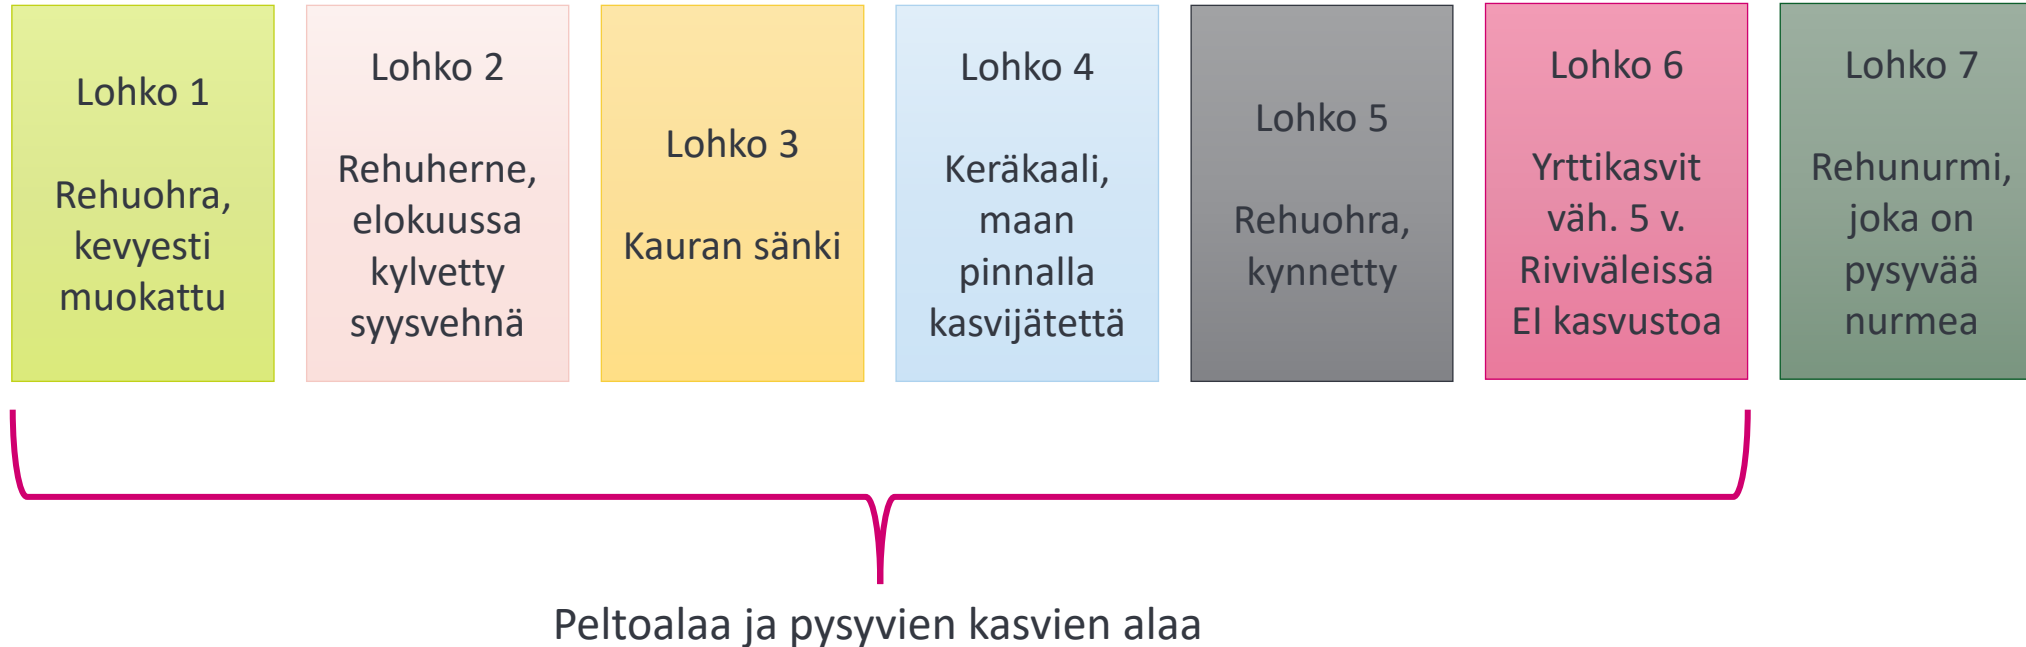 Lohko 1
Rehuohra,
kevyesti
muokattu
Lohko 2
Rehuherne,
elokuussa
kylvetty
syysvehnä
Lohko 3
Kauran sänki
Lohko 4
Keräkaali,
maan
pinnalla
kasvijätettä
Lohko 5
Rehuohra,
kynnetty
Lohko 6
Yrttikasvit
väh. 5 v.
Riviväleissä
EI kasvustoa
Lohko 7
Rehunurmi,
joka on
pysyvää
nurmea
Peltoalaa ja pysyvien kasvien alaa